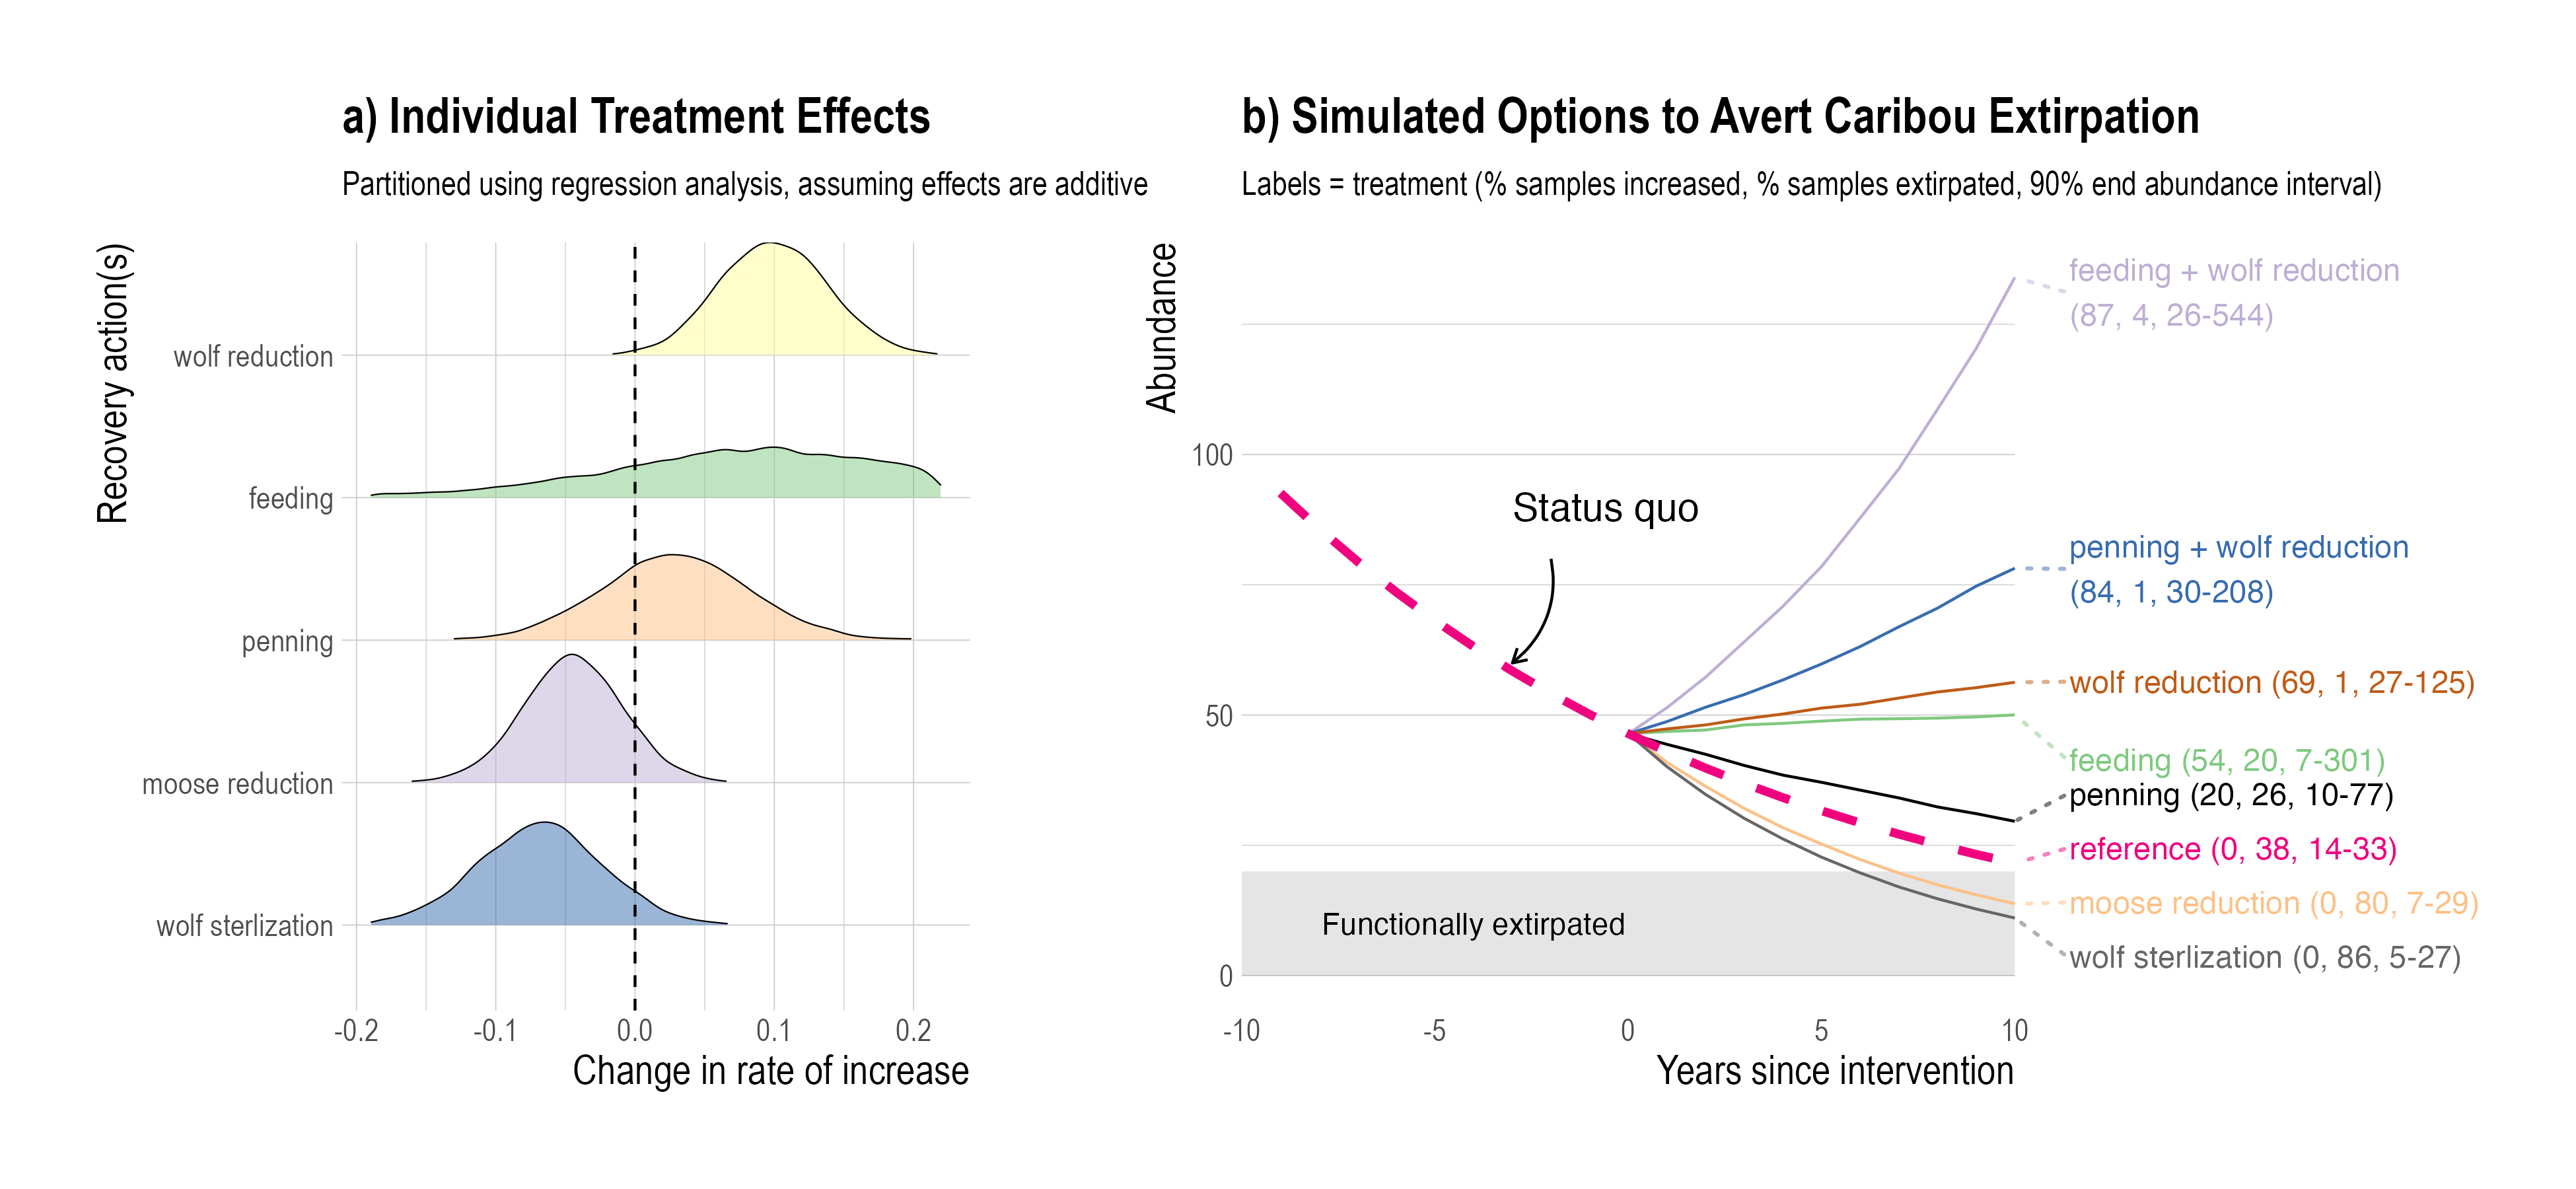 a) Individual Treatment Effects
Partitioned using regression analysis, assuming effects are additive
Recovery action(s)
wolf reduction
feeding
penning
moose reduction
wolf sterlization
-0.2 -0.1 0.0 0.1 0.2
Change in rate of increase
b) Simulated Options to Avert Caribou Extirpation
Labels = treatment (% samples increased, % samples extirpated, 90% end abundance interval)
Abundance
100
50
0
Status quo
Functionally extirpated
feeding + wolf reduction
(87, 4, 26-544)
penning + wolf reduction
(84, 1, 30-208)
wolf reduction (69, 1, 27-125)
feeding (54, 20, 7-301)
penning (20, 26, 10-77)
reference (0, 38, 14-33)
moose reduction (0, 80, 7-29)
wolf sterlization (0, 86, 5-27)
-10 -5 0 5 10
Years since intervention